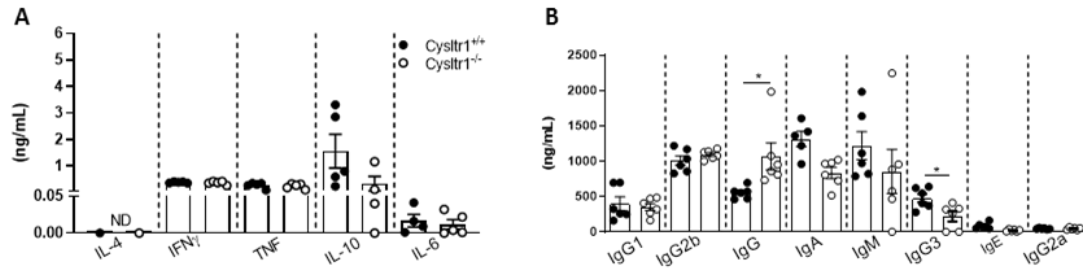 A
(ng/mL)
6
5
4
3
2
1
0.05
0.00
ND
Cysltr1+/+
Cysltr1-/-
IL-4
IFNγ
TNF
IL-10
IL-6
B
(ng/mL)
2500
2000
1500
1000
500
0
*
*
IgG1
IgG2b
IgG
IgA
IgM
IgG3
IgE
IgG2a